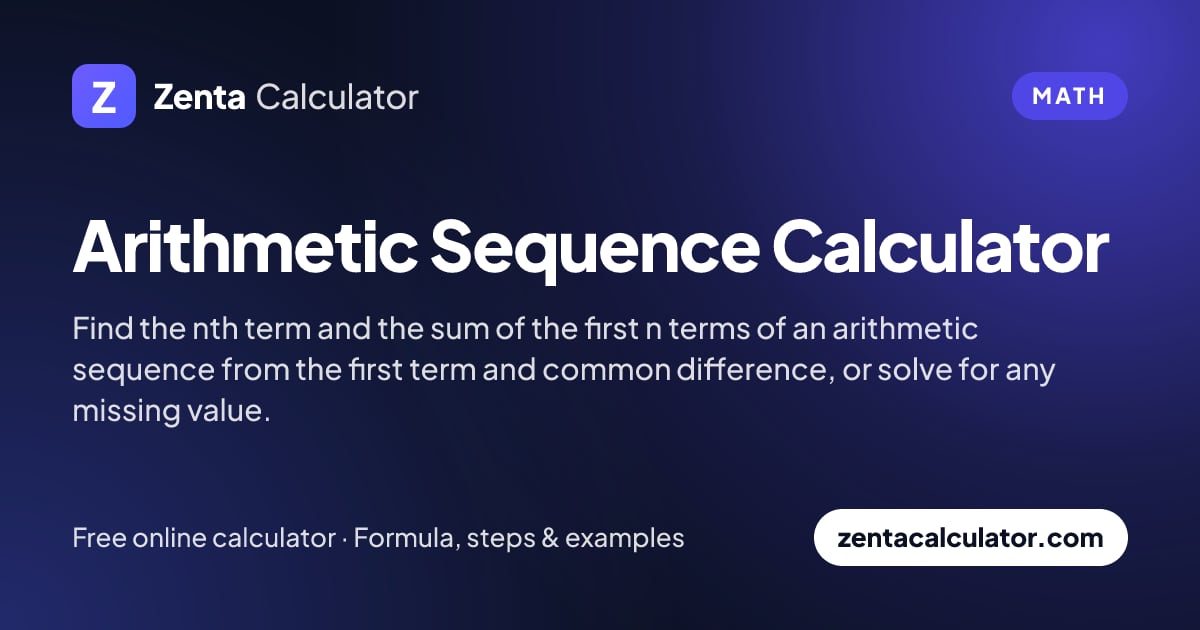 Z Zenta Calculator
MATH
Arithmetic Sequence Calculator
Find the nth term and the sum of the first n terms of an arithmetic
sequence from the first term and common difference, or solve for any
missing value.
Free online calculator · Formula, steps & examples
zentacalculator.com